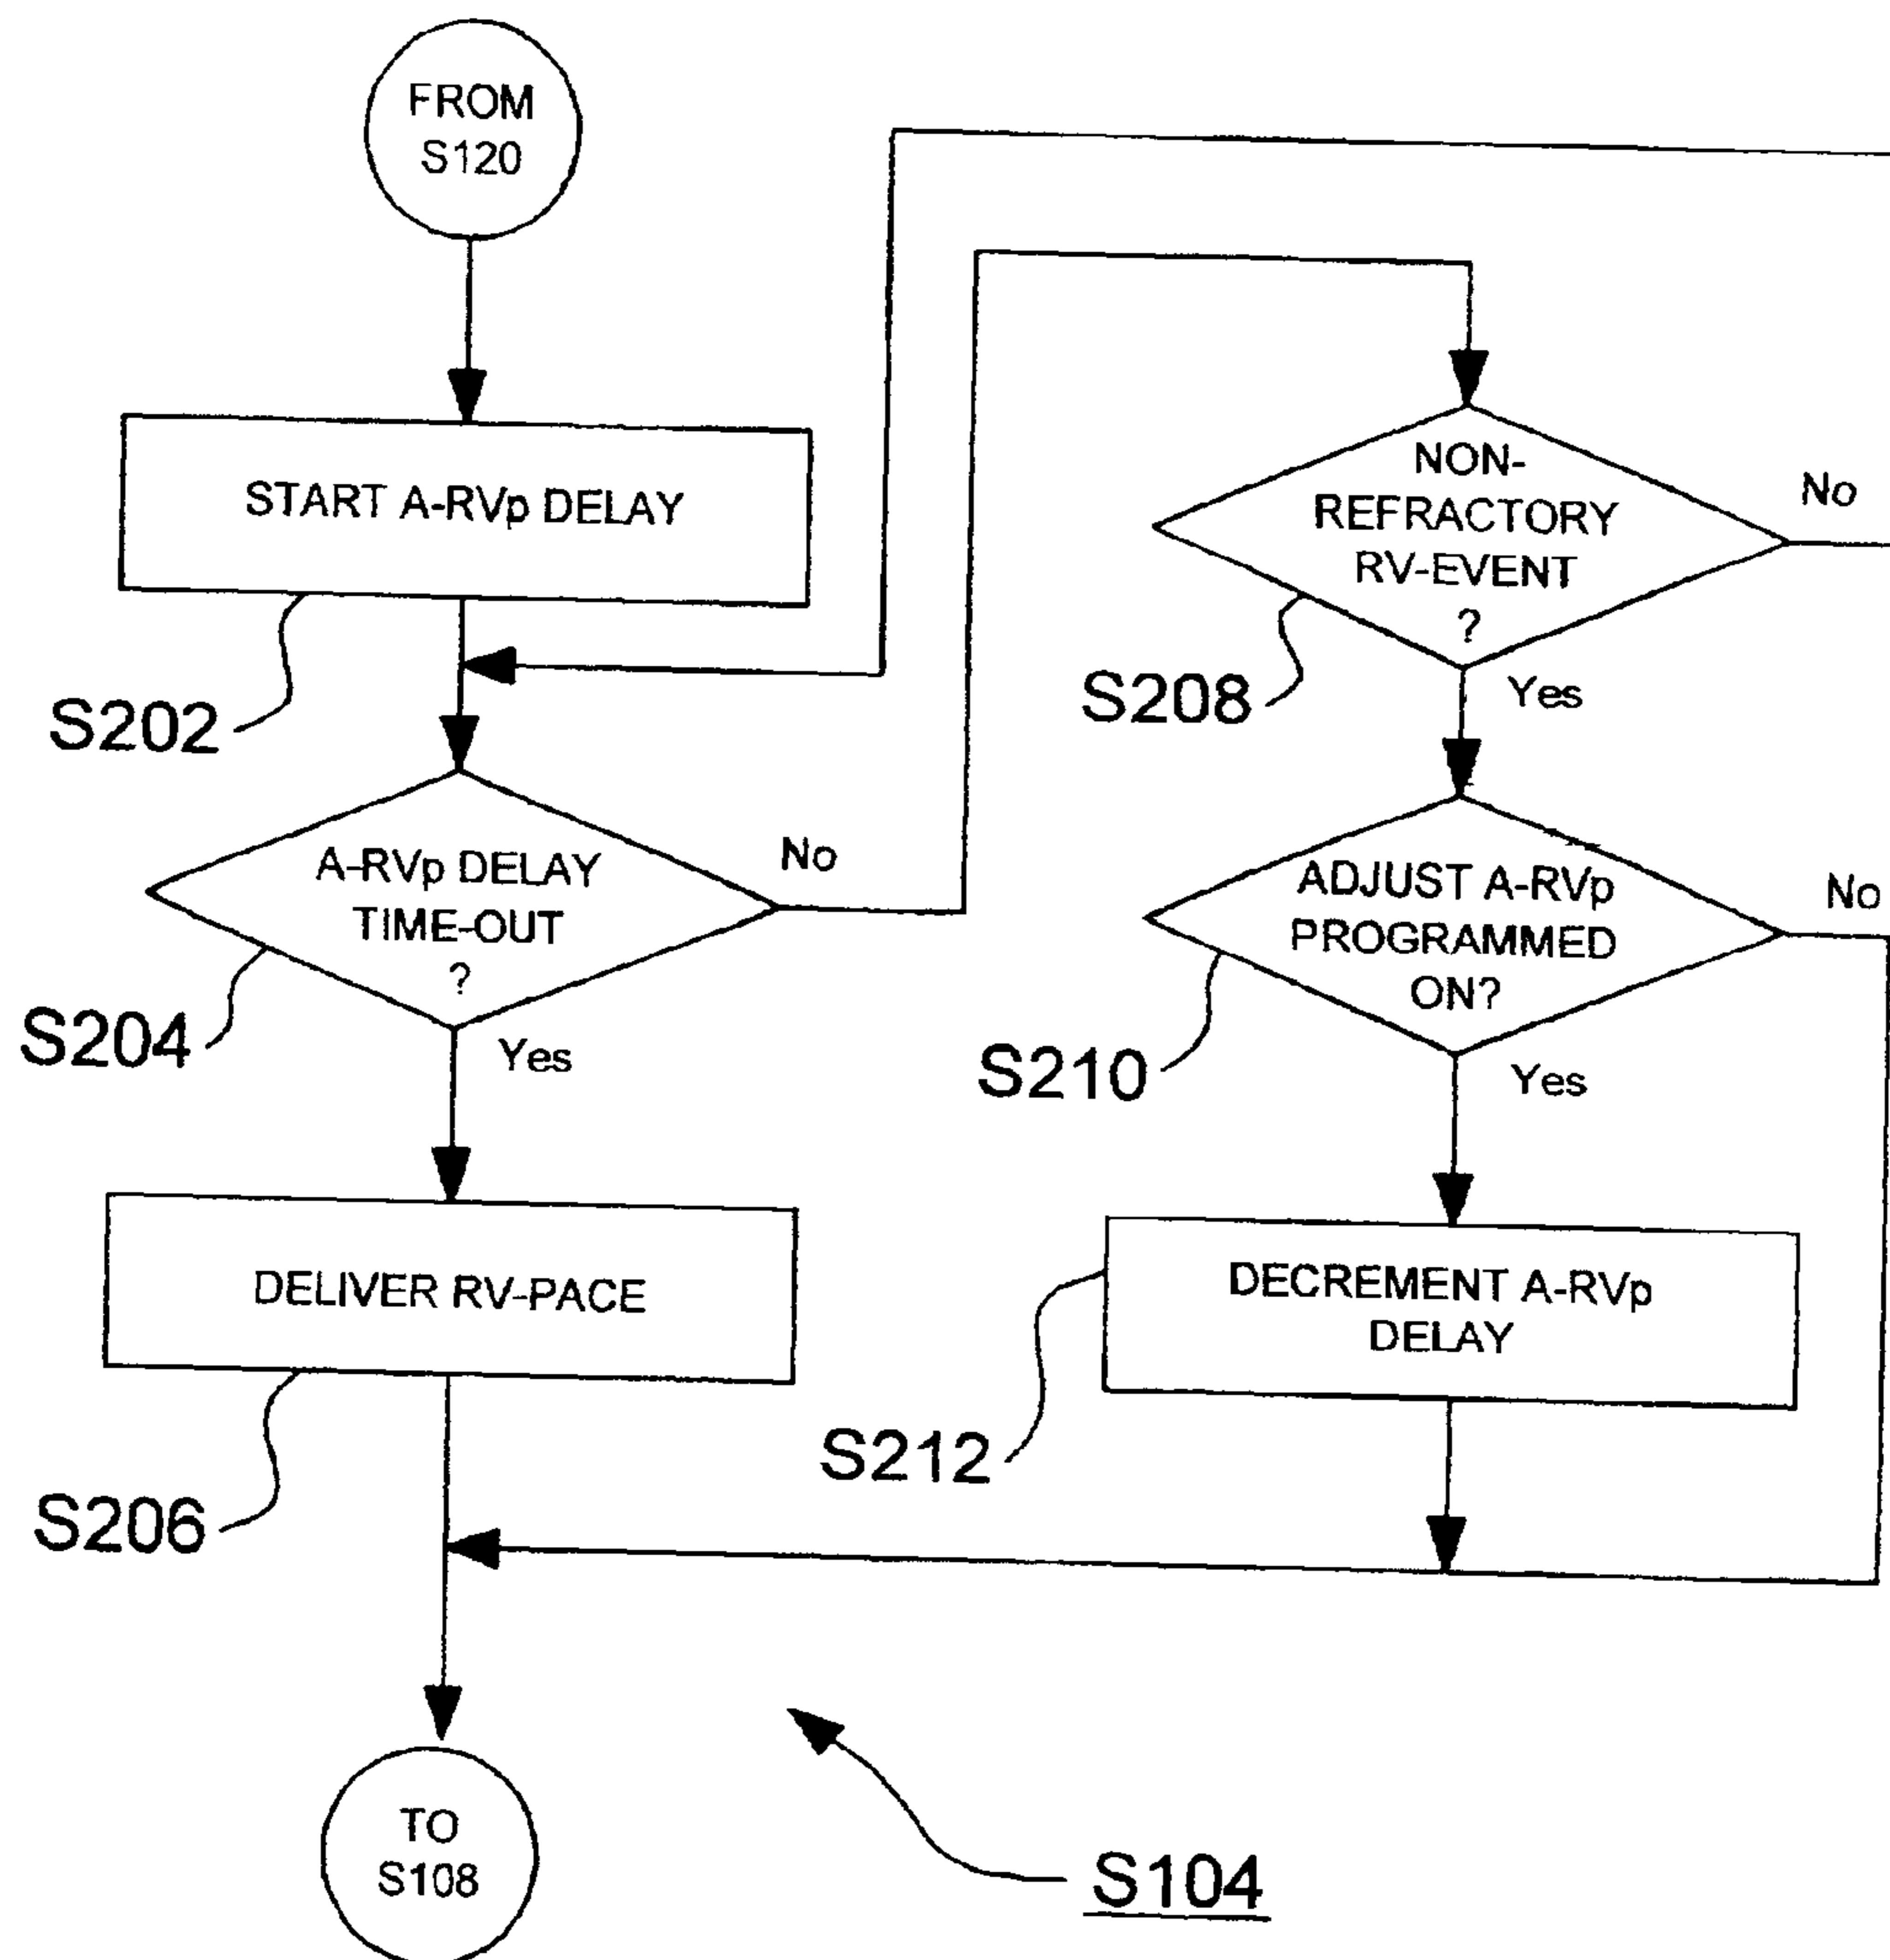 FROM
S120
START A-RVp DELAY
S202
A-RVp DELAY
TIME-OUT
?
No
S204
Yes
DELIVER RV-PACE
S206
TO
S108
NON-
REFRACTORY
RV-EVENT
?
No
S208
Yes
ADJUST A-RVp
PROGRAMMED
ON?
No
S210
Yes
DECREMENT A-RVp
DELAY
S212
S104